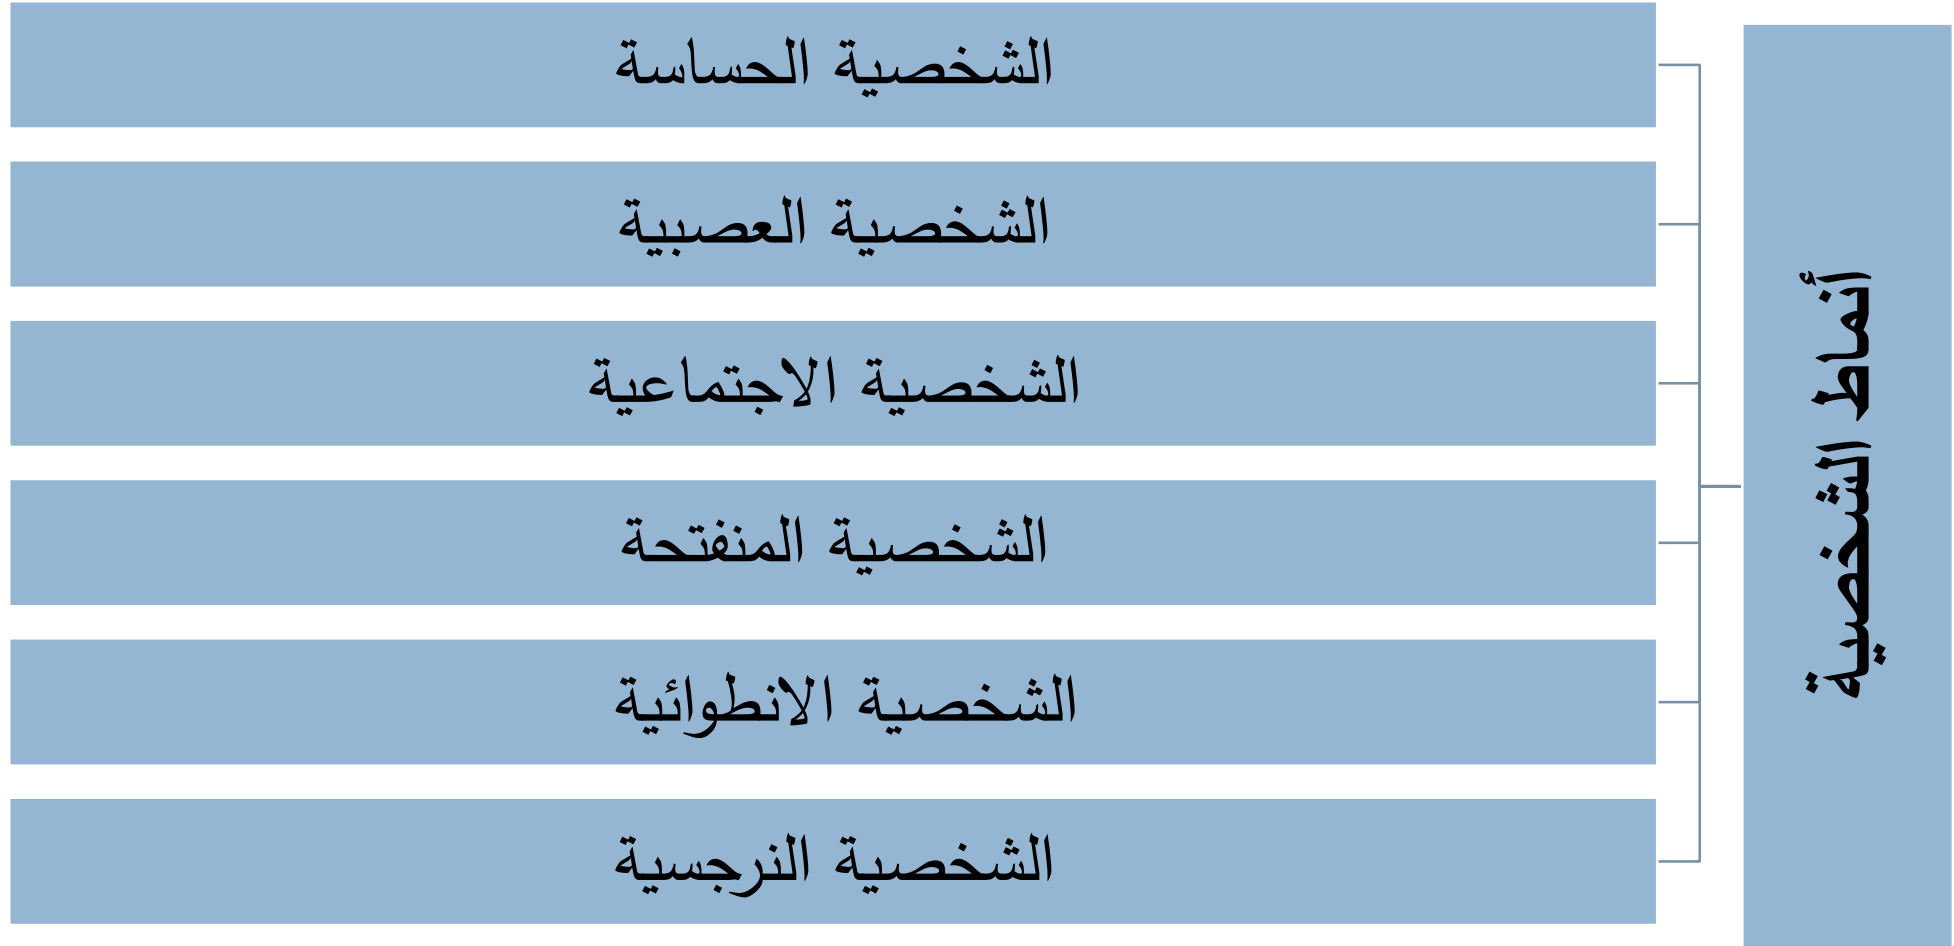 أنماط الشخصية
الشخصية الحساسة
الشخصية العصبية
الشخصية الاجتماعية
الشخصية المنفتحة
الشخصية الانطوائية
الشخصية النرجسية